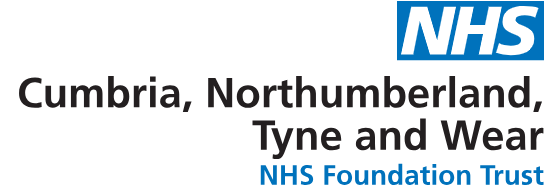 NHS
Cumbria, Northumberland,
Tyne and Wear
NHS Foundation Trust